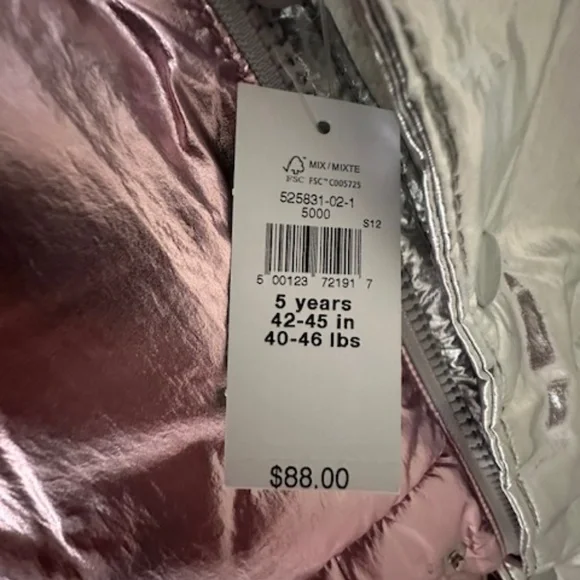 MIX/MIXTE
FSC FSC™ C005725
525831-02-1
5000
S12
5 00123 72191 7
5 years
42-45 in
40-46 lbs
$88.00